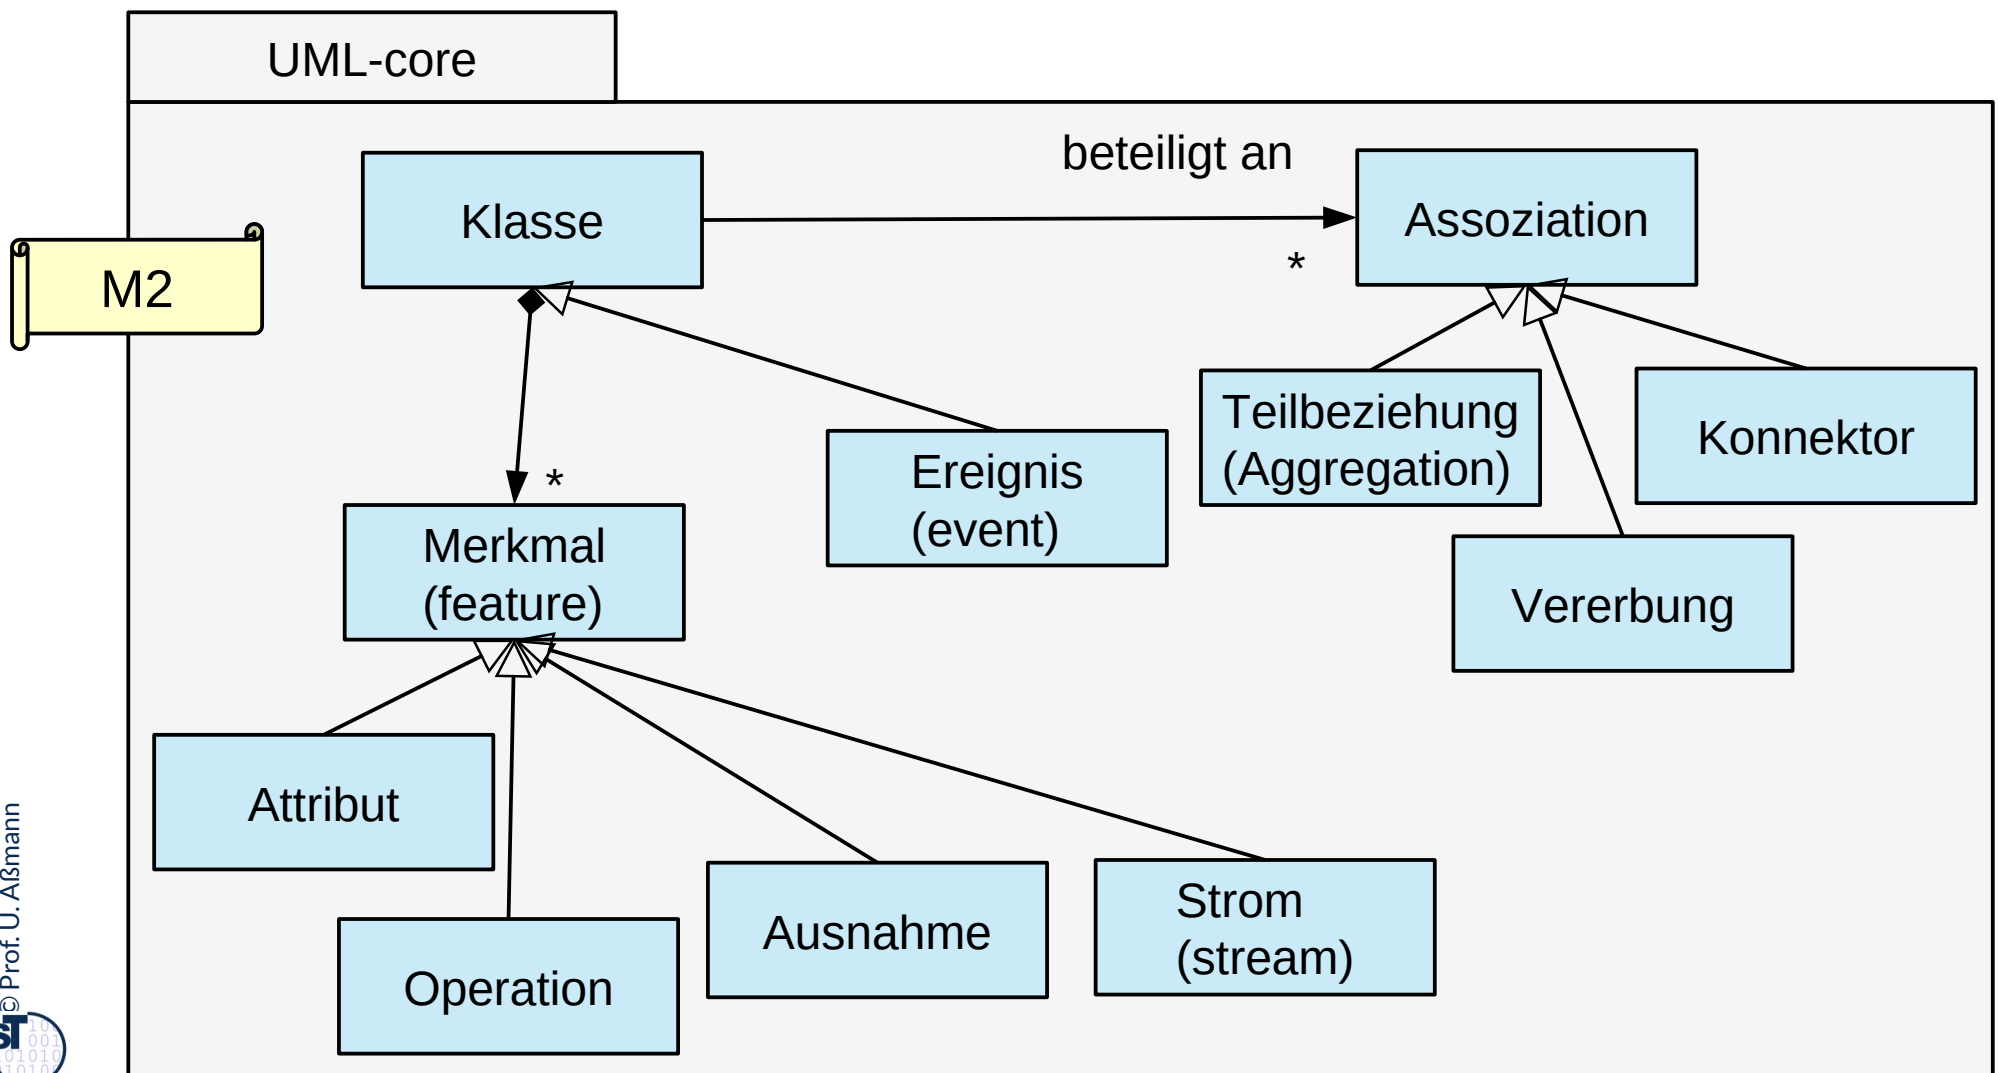 UML-core
beteiligt an
Klasse
Assoziation
*
M2
Teilbeziehung
(Aggregation)
Konnektor
Ereignis
(event)
*
Merkmal
(feature)
Vererbung
Attribut
Ausnahme
Strom
(stream)
Operation
© Prof. U. Aßmann
ST